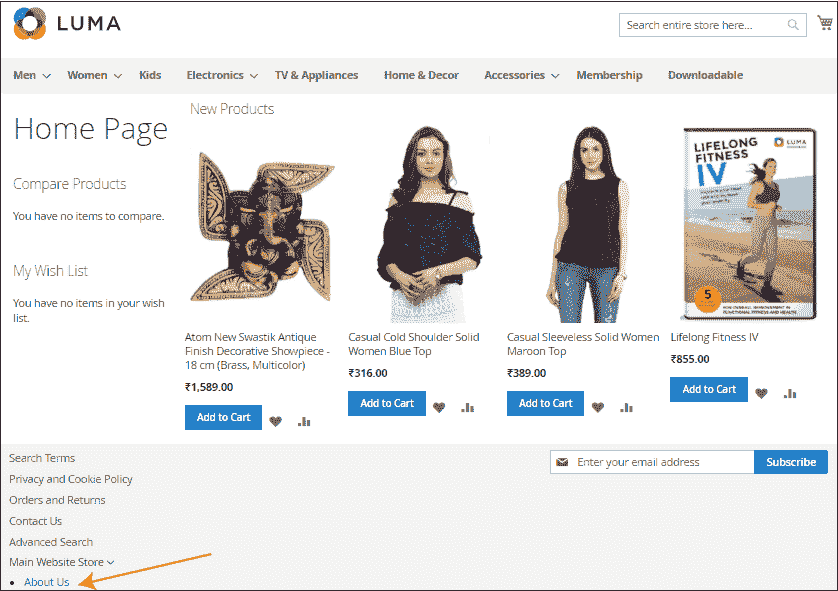 LUMA
Search entire store here...
Men Women Kids Electronics TV & Appliances Home & Decor Accessories Membership Downloadable
Home Page
Compare Products
You have no items to compare.
My Wish List
You have no items in your wish
list.
New Products
LIFELONG
FITNESS
IV
LUMA
5
Atom New Swastik Antique
Finish Decorative Showpiece -
18 cm (Brass, Multicolor)
₹1,589.00
Add to Cart
Casual Cold Shoulder Solid
Women Blue Top
₹316.00
Add to Cart
Casual Sleeveless Solid Women
Maroon Top
₹389.00
Add to Cart
Lifelong Fitness IV
₹855.00
Add to Cart
Search Terms
Privacy and Cookie Policy
Orders and Returns
Contact Us
Advanced Search
Main Website Store
About Us
Enter your email address
Subscribe